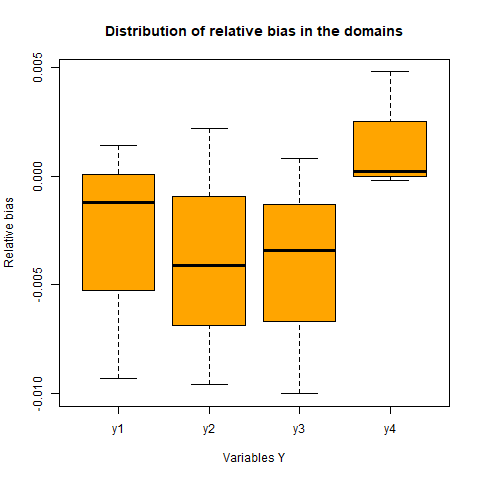 Distribution of relative bias in the domains
0.005
0.000
-0.005
-0.010
Relative bias
y1 y2 y3 y4
Variables Y